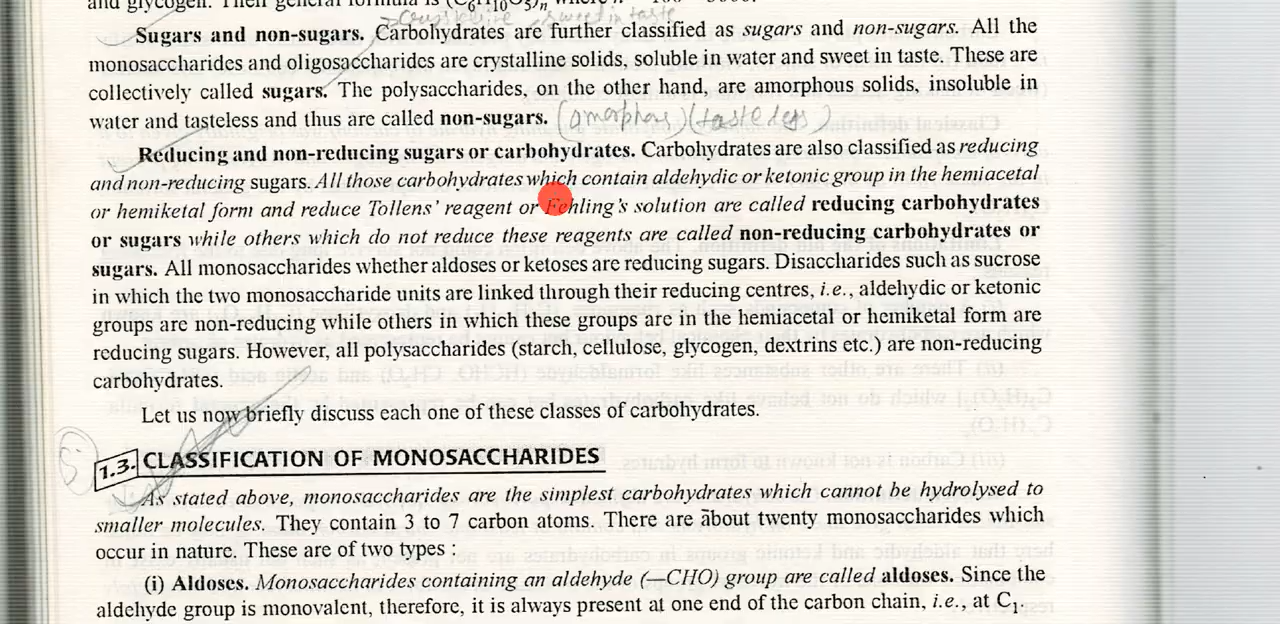 and glycogen. Their general formula is (C6H10O5)n where n
sweet in taste
Sugars and non-sugars. Carbohydrates are further classified as sugars and non-sugars. All the
monosaccharides and oligosaccharides are crystalline solids, soluble in water and sweet in taste. These are
collectively called sugars. The polysaccharides, on the other hand, are amorphous solids, insoluble in
water and tasteless and thus are called non-sugars. (amorphous) (tasteless)
Reducing and non-reducing sugars or carbohydrates. Carbohydrates are also classified as reducing
and non-reducing sugars. All those carbohydrates which contain aldehydic or ketonic group in the hemiacetal
or hemiketal form and reduce Tollens' reagent or Fehling's solution are called reducing carbohydrates
or sugars while others which do not reduce these reagents are called non-reducing carbohydrates or
sugars. All monosaccharides whether aldoses or ketoses are reducing sugars. Disaccharides such as sucrose
in which the two monosaccharide units are linked through their reducing centres, i.e., aldehydic or ketonic
groups are non-reducing while others in which these groups are in the hemiacetal or hemiketal form are
reducing sugars. However, all polysaccharides (starch, cellulose, glycogen, dextrins etc.) are non-reducing
carbohydrates.
Let us now briefly discuss each one of these classes of carbohydrates.
1.3. CLASSIFICATION OF MONOSACCHARIDES
As stated above, monosaccharides are the simplest carbohydrates which cannot be hydrolysed to
smaller molecules. They contain 3 to 7 carbon atoms. There are about twenty monosaccharides which
occur in nature. These are of two types :
(i) Aldoses. Monosaccharides containing an aldehyde (—CHO) group are called aldoses. Since the
aldehyde group is monovalent, therefore, it is always present at one end of the carbon chain, i.e., at C1.